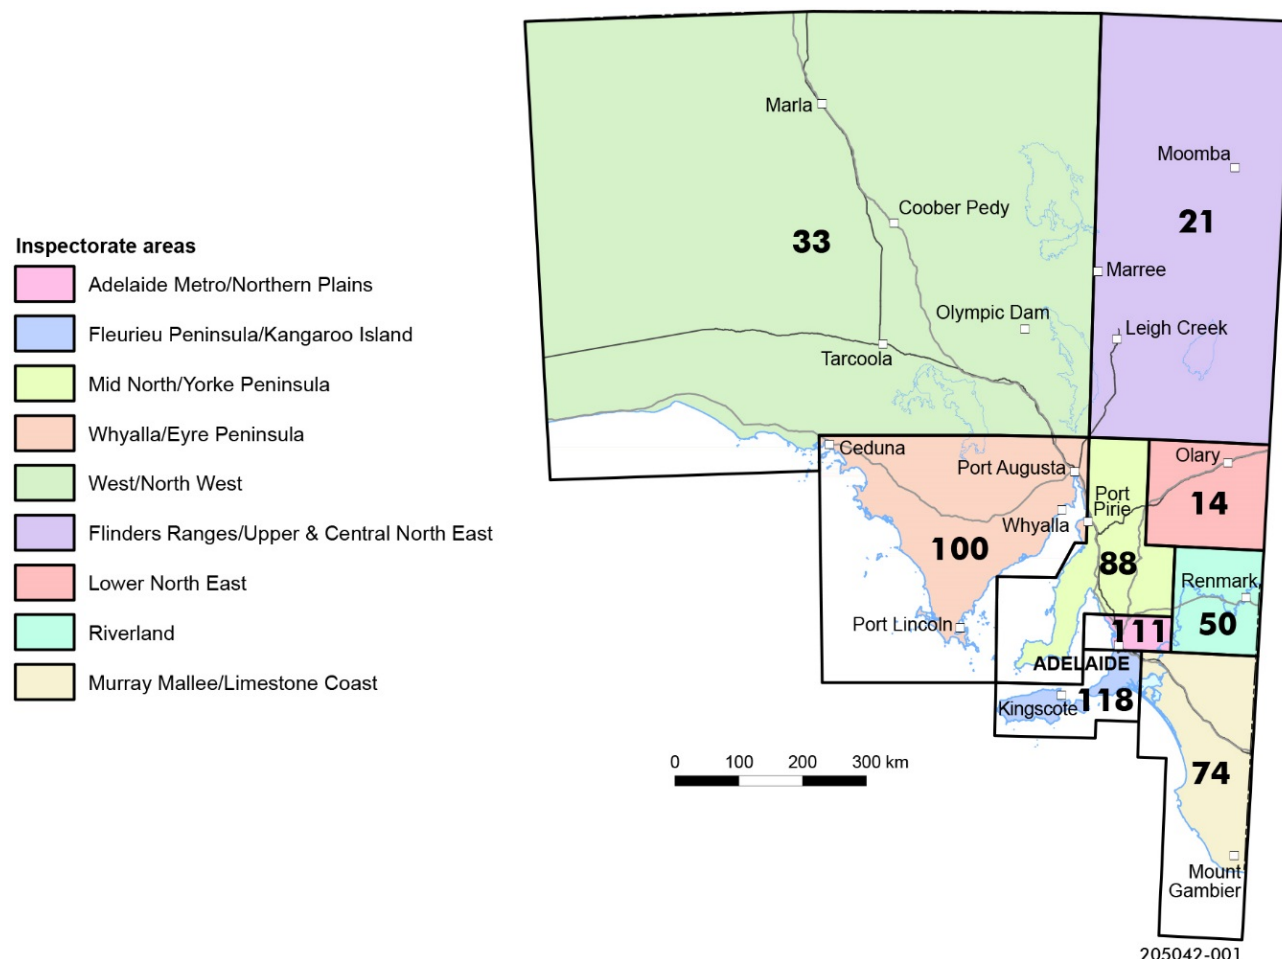 Inspectorate areas
Adelaide Metro/Northern Plains
Fleurieu Peninsula/Kangaroo Island
Mid North/Yorke Peninsula
Whyalla/Eyre Peninsula
West/North West
Flinders Ranges/Upper & Central North East
Lower North East
Riverland
Murray Mallee/Limestone Coast
Marla
Moomba
Coober Pedy
21
33
Marree
Olympic Dam
Leigh Creek
Tarcoola
Ceduna
Port Augusta
Olary
Port
Pirie
14
Whyalla
100
88
Renmark
Port Lincoln
111
50
ADELAIDE
Kingscote
118
0 100 200 300 km
74
Mount
Gambier
205042-001